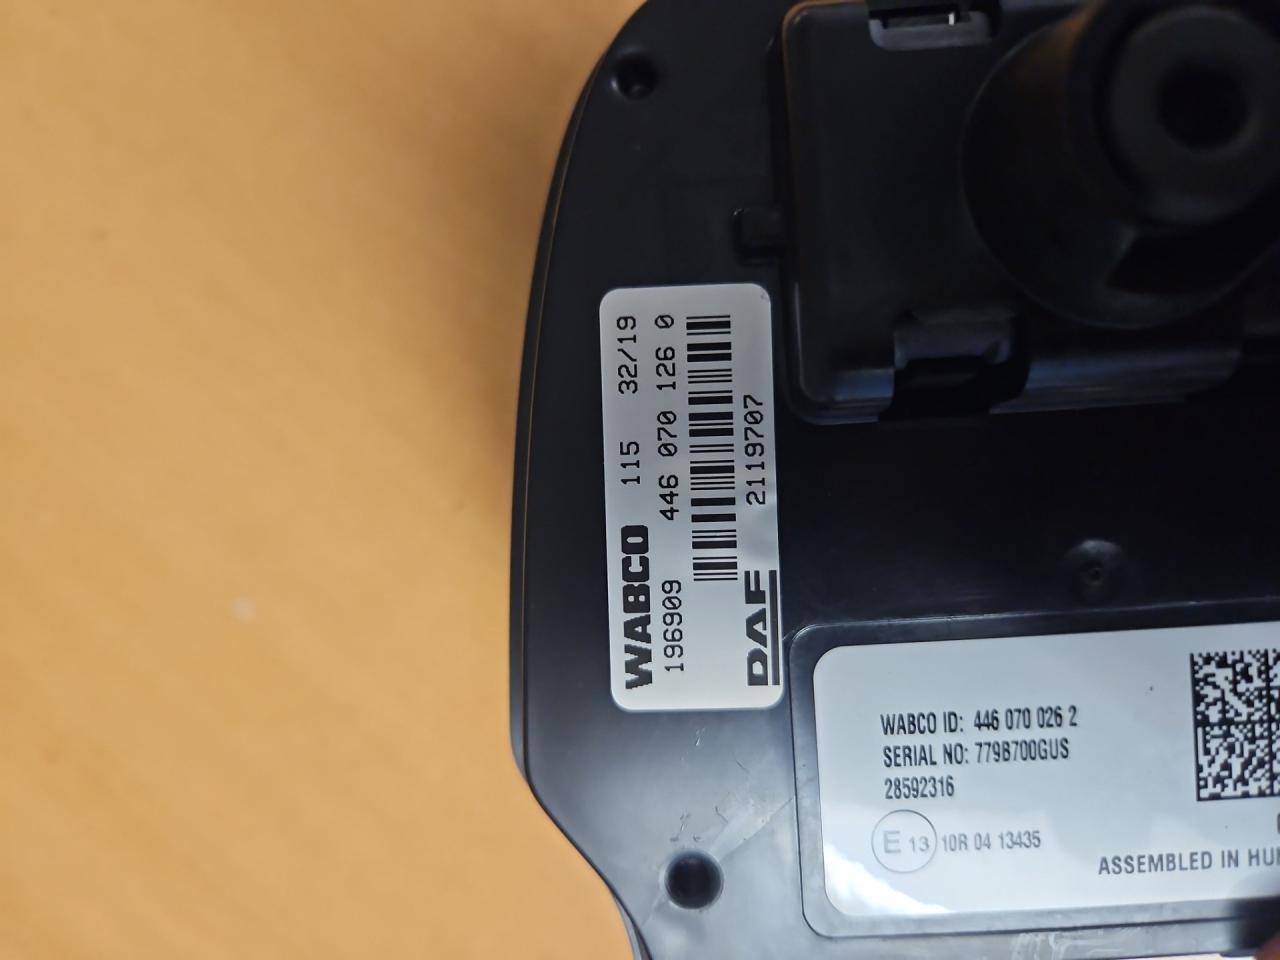 WABCO 115 32/19
196909 446 070 126 0
DAF 2119707
WABCO ID: 446 070 026 2
SERIAL NO: 779B700GUS
28592316
E 13 10R 04 13435
ASSEMBLED IN